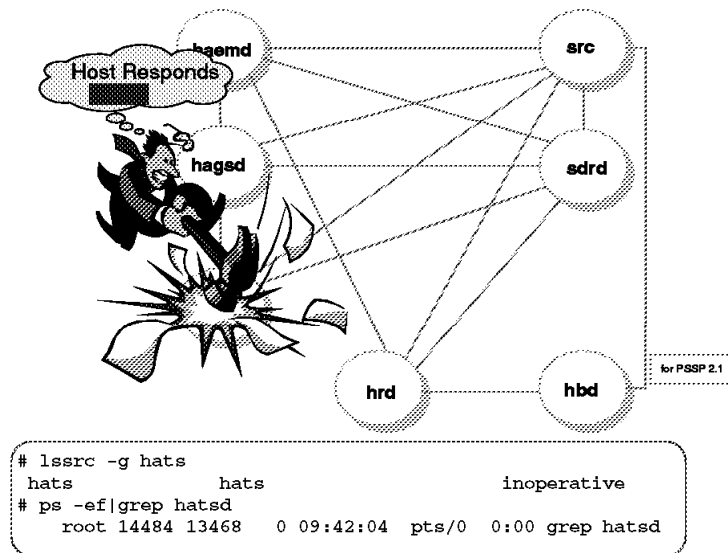 haemd
src
Host Responds
hagsd
sdrd
for PSSP 2.1
hrd
hbd
# lssrc -g hats
hats hats inoperative
# ps -ef|grep hatsd
root 14484 13468 0 09:42:04 pts/0 0:00 grep hatsd